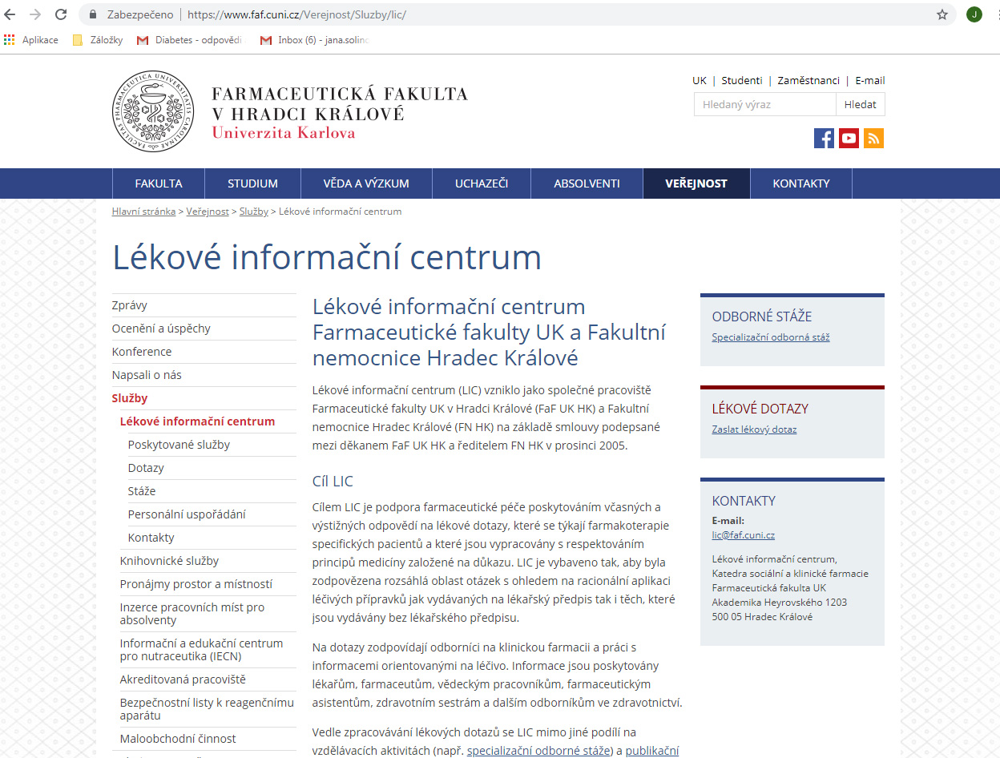 Zabezpečeno | https://www.faf.cuni.cz/Verejnost/Sluzby/lic/
J
Aplikace
Záložky
Diabetes - odpovědi
Inbox (6) - jana.solinc
FACULTAS PHARMACEUTICA UNIVERSITATIS CAROLINAE
FARMACEUTICKÁ FAKULTA
V HRADCI KRÁLOVÉ
Univerzita Karlova
UK | Studenti | Zaměstnanci | E-mail
Hledaný výraz
Hledat
FAKULTA
STUDIUM
VĚDA A VÝZKUM
UCHAZEČI
ABSOLVENTI
VEŘEJNOST
KONTAKTY
Hlavní stránka > Veřejnost > Služby > Lékové informační centrum
Lékové informační centrum
Zprávy
Ocenění a úspěchy
Konference
Napsali o nás
Služby
Lékové informační centrum
Poskytované služby
Dotazy
Stáže
Personální uspořádání
Kontakty
Knihovnické služby
Pronájmy prostor a místností
Inzerce pracovních míst pro
absolventy
Informační a edukační centrum
pro nutraceutika (IECN)
Akreditovaná pracoviště
Bezpečnostní listy k reagenčnímu
aparátu
Maloobchodní činnost
Lékové informační centrum
Farmaceutické fakulty UK a Fakultní
nemocnice Hradec Králové
Lékové informační centrum (LIC) vzniklo jako společné pracoviště
Farmaceutické fakulty UK v Hradci Králové (FaF UK HK) a Fakultní
nemocnice Hradec Králové (FN HK) na základě smlouvy podepsané
mezi děkanem FaF UK HK a ředitelem FN HK v prosinci 2005.
Cíl LIC
Cílem LIC je podpora farmaceutické péče poskytováním včasných a
výstižných odpovědí na lékové dotazy, které se týkají farmakoterapie
specifických pacientů a které jsou vypracovány s respektováním
principů medicíny založené na důkazu. LIC je vybaveno tak, aby byla
zodpovězena rozsáhlá oblast otázek s ohledem na racionální aplikaci
léčivých přípravků jak vydávaných na lékařský předpis tak i těch, které
jsou vydávány bez lékařského předpisu.
Na dotazy zodpovídají odborníci na klinickou farmacii a práci s
informacemi orientovanými na léčivo. Informace jsou poskytovány
lékařům, farmaceutům, vědeckým pracovníkům, farmaceutickým
asistentům, zdravotním sestrám a dalším odborníkům ve zdravotnictví.
Vedle zpracovávání lékových dotazů se LIC mimo jiné podílí na
vzdělávacích aktivitách (např. specializační odborné stáže) a publikační
ODBORNÉ STÁŽE
Specializační odborná stáž
LÉKOVÉ DOTAZY
Zaslat lékový dotaz
KONTAKTY
E-mail:
lic@faf.cuni.cz
Lékové informační centrum,
Katedra sociální a klinické farmacie
Farmaceutická fakulta UK
Akademika Heyrovského 1203
500 05 Hradec Králové